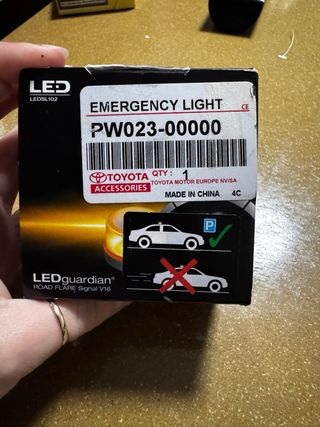 LED
LEDSL102
EMERGENCY LIGHT
CE
PW023-00000
TOYOTA
ACCESSORIES
QTY : 1
TOYOTA MOTOR EUROPE NV/SA
MADE IN CHINA 4C
P
LEDguardian®
ROAD FLARE Signal V16